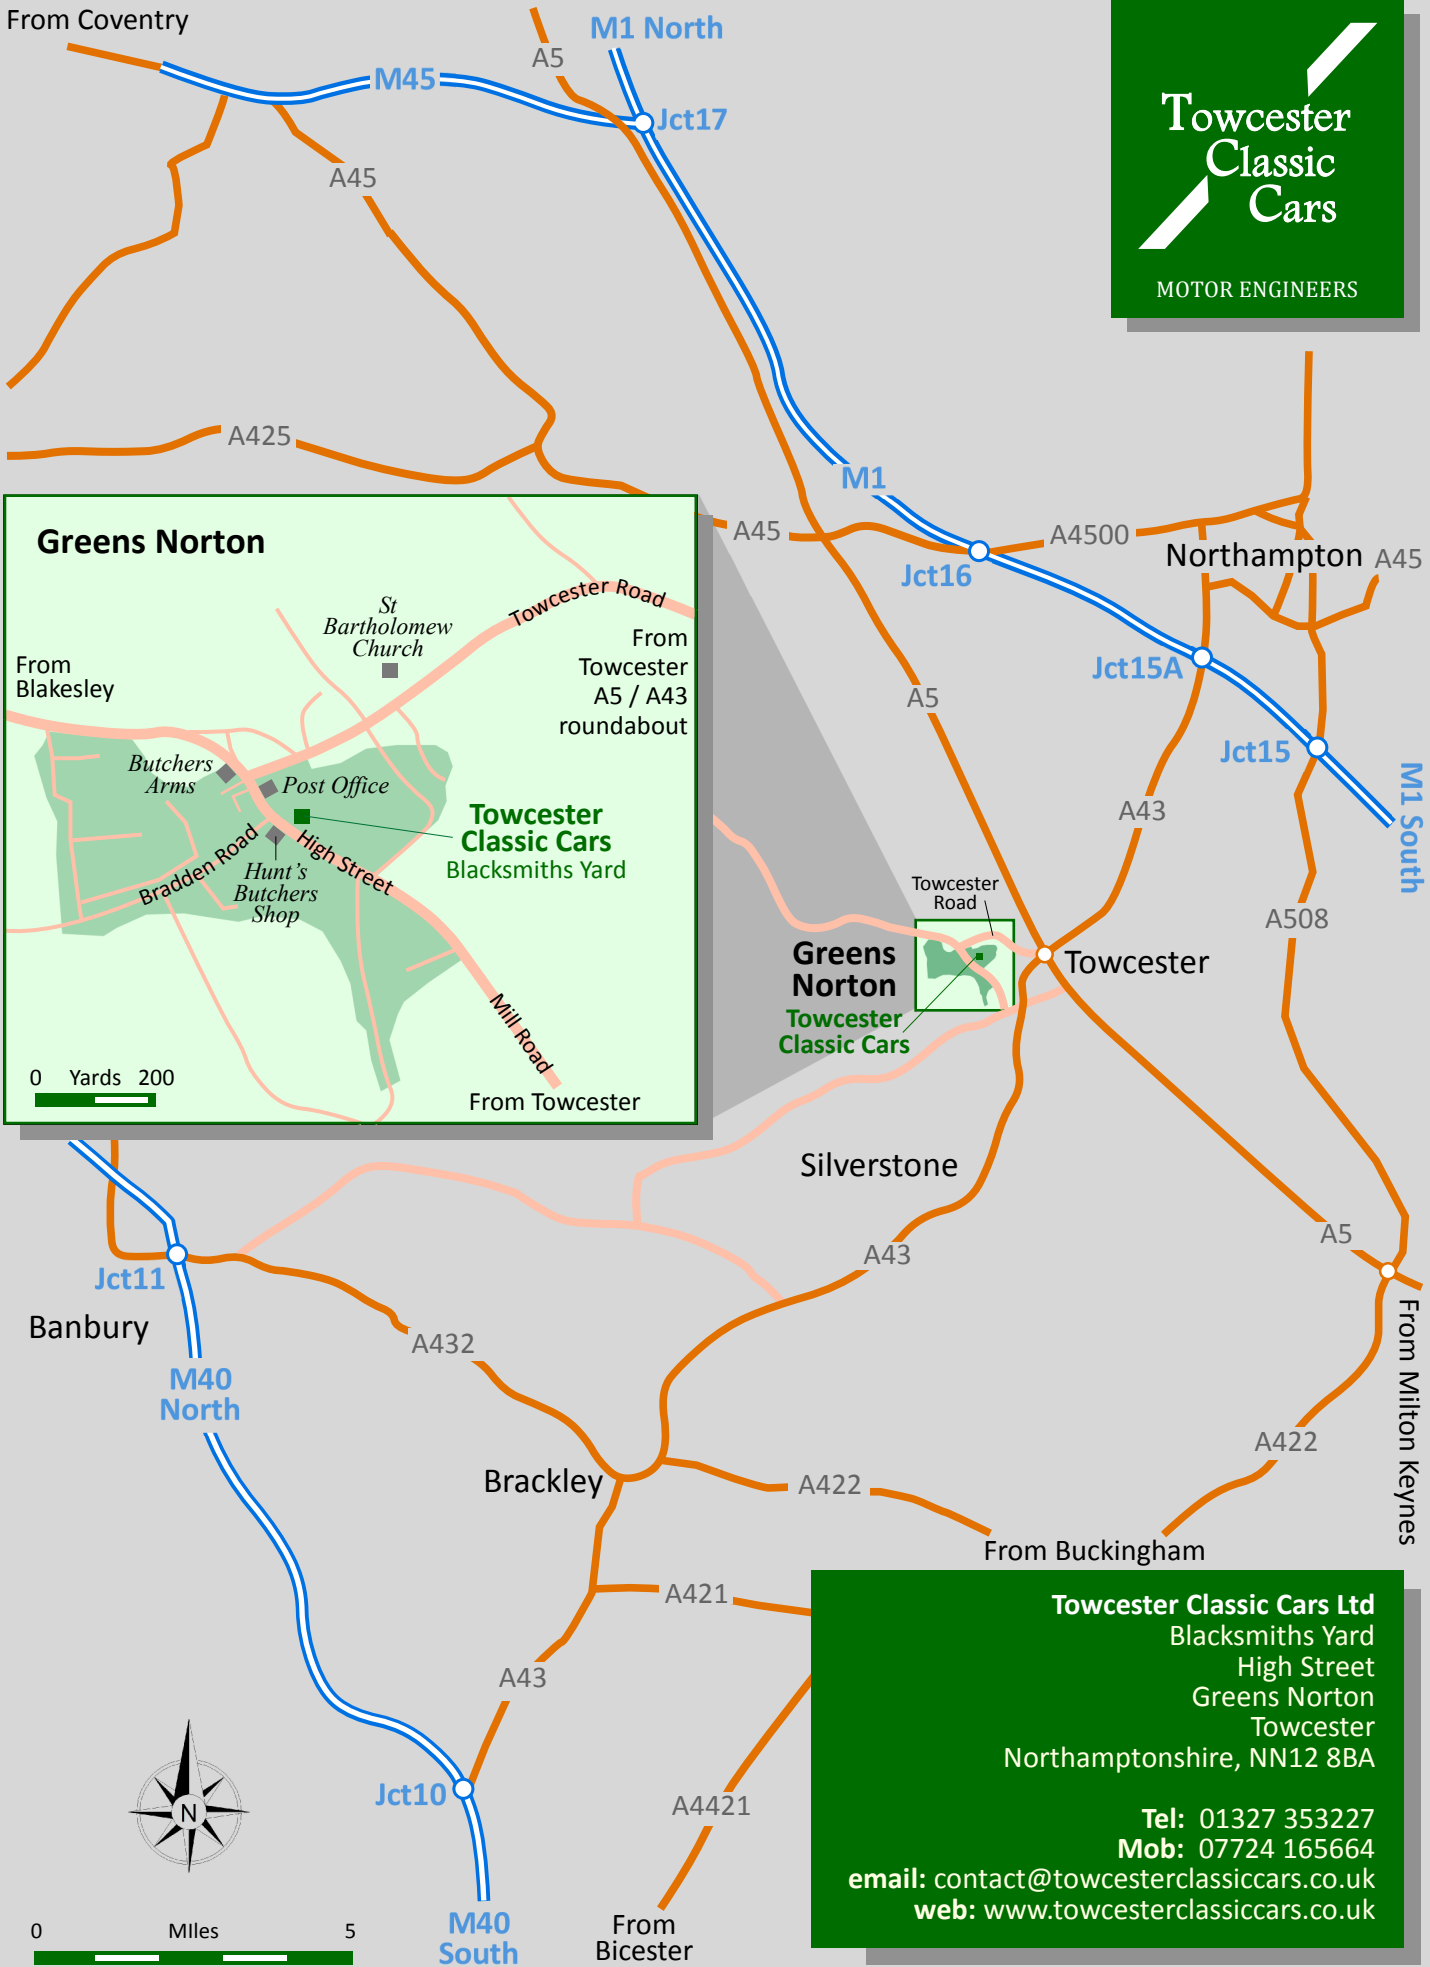 From Coventry
M1 North
A5
M45
Jct17
A45
Towcester
Classic
Cars
MOTOR ENGINEERS
A425
M1
A45
A4500
Northampton
A45
Jct16
Jct15A
A5
Jct15
M1 South
A43
A508
Greens Norton
St
Bartholomew
Church
Towcester Road
From
Towcester
A5 / A43
roundabout
From
Blakesley
Butchers
Arms
Post Office
Towcester
Classic Cars
Blacksmiths Yard
Bradden Road
High Street
Hunt's
Butchers
Shop
Mill Road
0 Yards 200
From Towcester
Towcester
Road
Greens
Norton
Towcester
Classic Cars
Towcester
Silverstone
A43
A5
Jct11
Banbury
A432
M40
North
From Milton Keynes
A422
Brackley
A422
From Buckingham
A421
A43
Jct10
A4421
N
0 MIles 5
M40
South
From
Bicester
Towcester Classic Cars Ltd
Blacksmiths Yard
High Street
Greens Norton
Towcester
Northamptonshire, NN12 8BA
Tel: 01327 353227
Mob: 07724 165664
email: contact@towcesterclassiccars.co.uk
web: www.towcesterclassiccars.co.uk